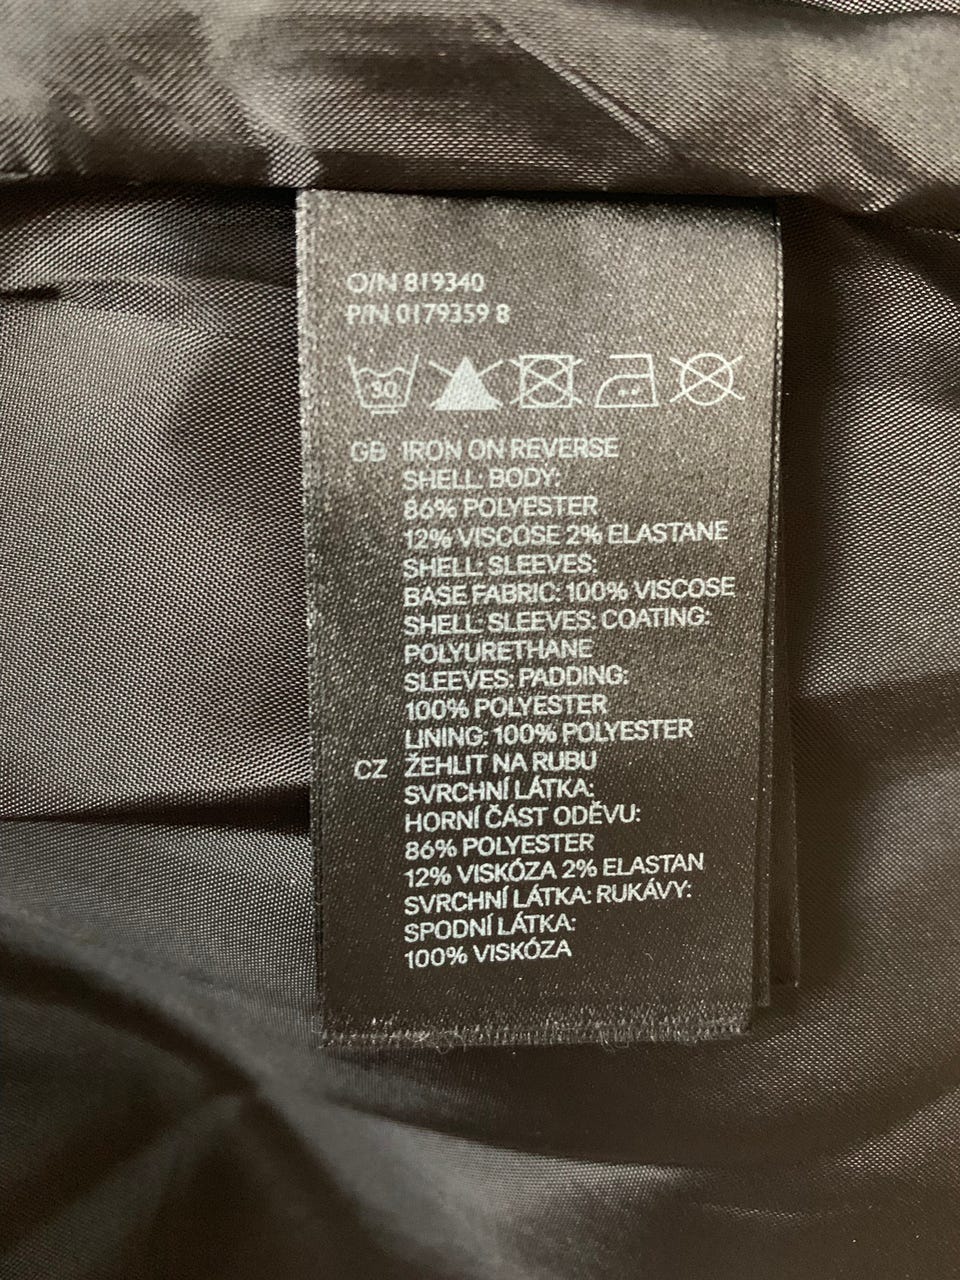 O/N 819340
P/N 0179359 8
30
GB IRON ON REVERSE
SHELL: BODY:
86% POLYESTER
12% VISCOSE 2% ELASTANE
SHELL: SLEEVES:
BASE FABRIC: 100% VISCOSE
SHELL: SLEEVES: COATING:
POLYURETHANE
SLEEVES: PADDING:
100% POLYESTER
LINING: 100% POLYESTER
CZ ŽEHLIT NA RUBU
SVRCHNÍ LÁTKA:
HORNÍ ČÁST ODĚVU:
86% POLYESTER
12% VISKÓZA 2% ELASTAN
SVRCHNÍ LÁTKA: RUKÁVY:
SPODNÍ LÁTKA:
100% VISKÓZA